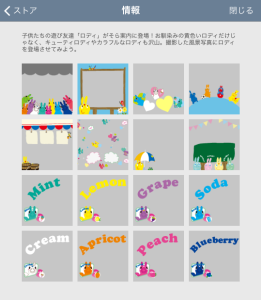 ストア 情報 閉じる
子供たちの遊び友達「ロディ」がそら案内に登場!お馴染みの黄色いロディだけじ
ゃなく、キューティロディやカラフルなロディも沢山。撮影した風景写真にロディ
を登場させてみよう。
Mint Lemon Grape Soda
Cream Apricot Peach Blueberry